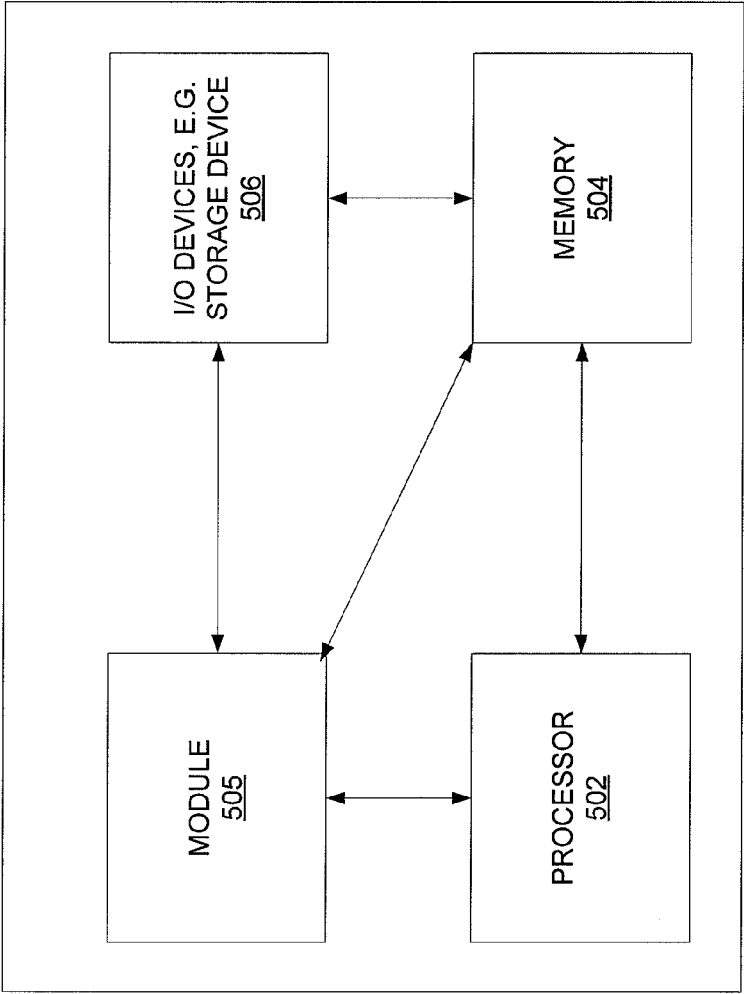 I/O DEVICES, E.G.
STORAGE DEVICE
506
MEMORY
504
MODULE
505
PROCESSOR
502